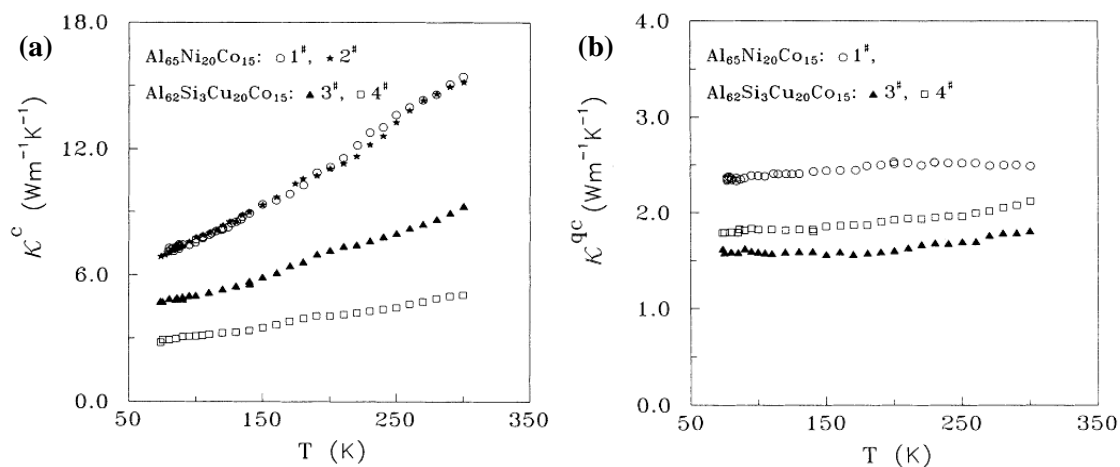 (a)
18.0
12.0
6.0
0.0
κᶜ (Wm⁻¹K⁻¹)
Al₆₅Ni₂₀Co₁₅: ○ 1^#, ★ 2^#
Al₆₂Si₃Cu₂₀Co₁₅: ▲ 3^#, □ 4^#
50 150 250 350
T (K)
(b)
4.0
3.0
2.0
1.0
0.0
κ^qc (Wm⁻¹K⁻¹)
Al₆₅Ni₂₀Co₁₅: ○ 1^#,
Al₆₂Si₃Cu₂₀Co₁₅: ▲ 3^#, □ 4^#
50 150 250 350
T (K)